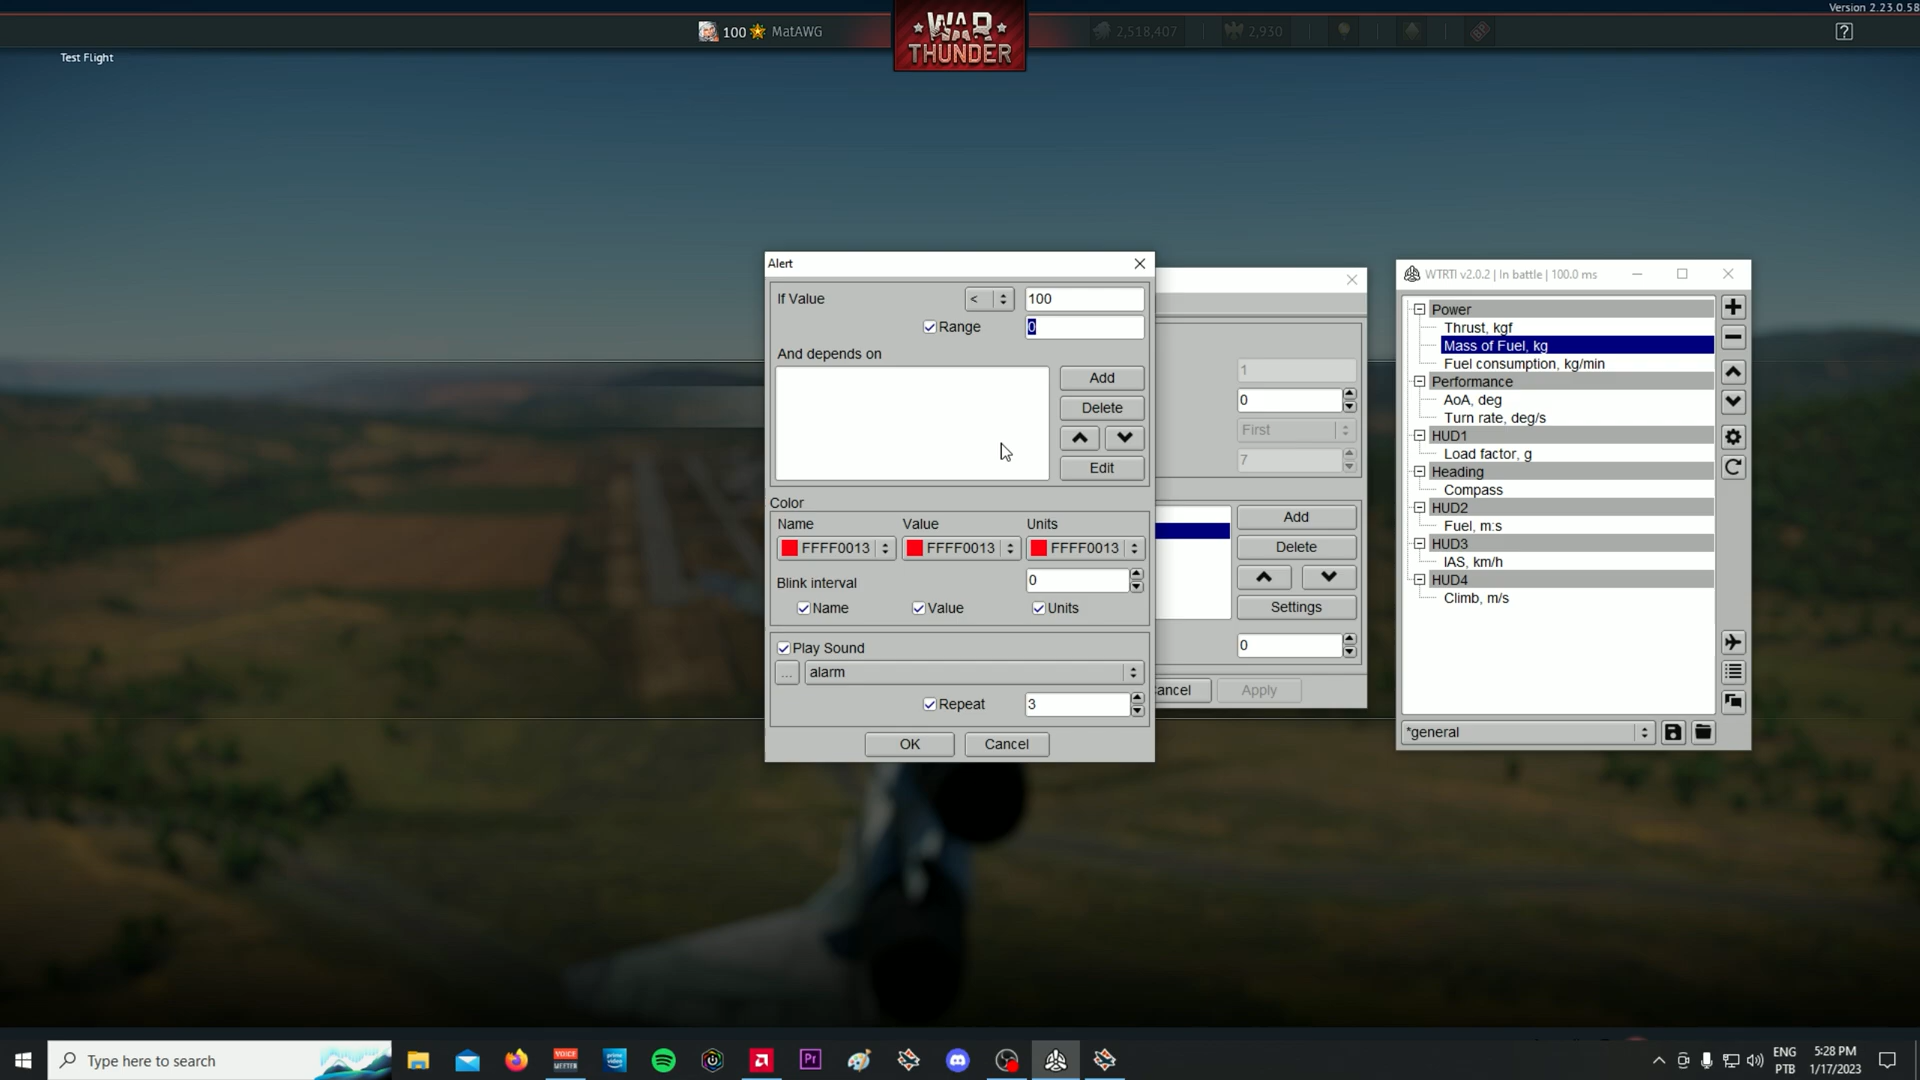 Version 2.23.0.58
100 MatAWG
WAR THUNDER
2,518,407
2,930
?
Test Flight
Alert
If Value
<
100
Range
0
And depends on
Add
Delete
Edit
Color
Name
Value
Units
FFFF0013
FFFF0013
FFFF0013
Blink interval
0
Name
Value
Units
Play Sound
...
alarm
Repeat
3
OK
Cancel
1
0
First
7
Add
Delete
Settings
0
ancel
Apply
WTRTI v2.0.2 | In battle | 100.0 ms
Power
Thrust, kgf
Mass of Fuel, kg
Fuel consumption, kg/min
Performance
AoA, deg
Turn rate, deg/s
HUD1
Load factor, g
Heading
Compass
HUD2
Fuel, m:s
HUD3
IAS, km/h
HUD4
Climb, m/s
*general
Type here to search
VOICE MEETER
prime video
Pr
ENG
PTB
5:28 PM
1/17/2023